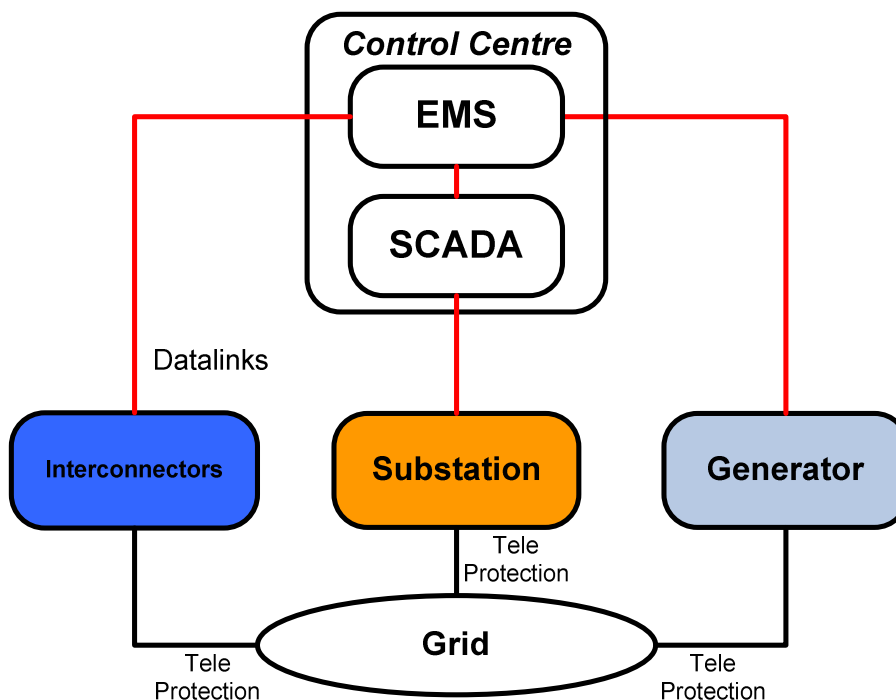 Control Centre
EMS
SCADA
Datalinks
Interconnectors
Substation
Generator
Tele
Protection
Grid
Tele
Protection
Tele
Protection